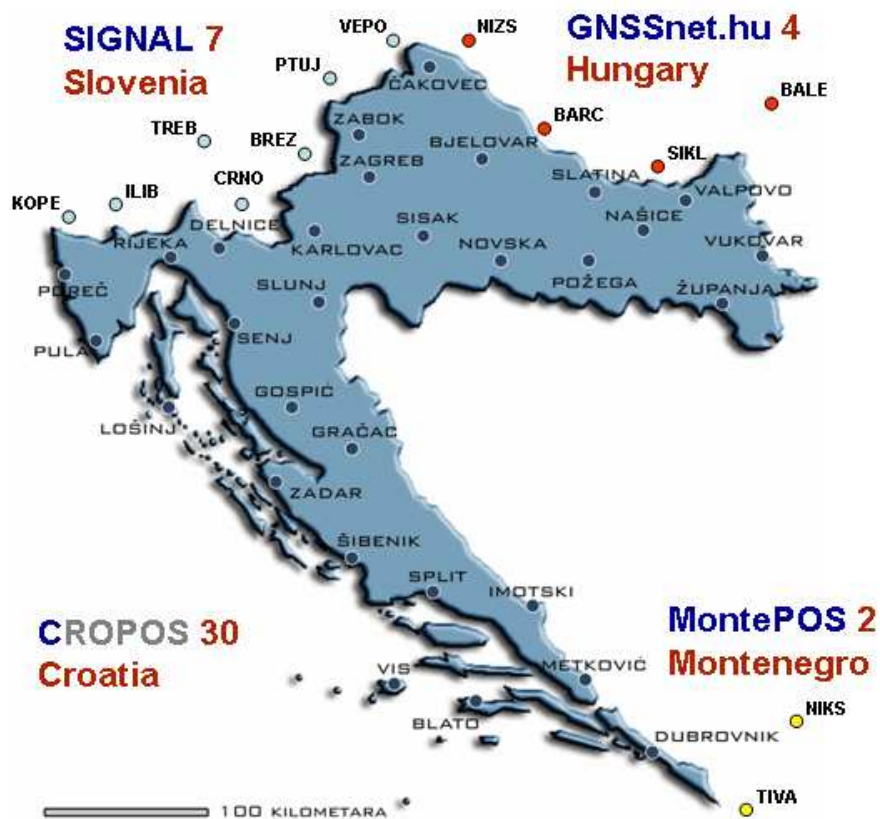 SIGNAL 7
Slovenia
VEPO
NIZS
GNSSnet.hu 4
Hungary
PTUJ
ČAKOVEC
BALE
TREB
ZABOK
BARC
BREZ
BJELOVAR
ZAGREB
SIKL
SLATINA
KOPE
ILIB
CRNO
VALPOVO
DELNICE
SISAK
NAŠICE
RIJEKA
KARLOVAC
NOVSKA
VUKOVAR
POREČ
SLUNJ
POŽEGA
ŽUPANJA
PULA
SENJ
GOSPIĆ
LOŠINJ
GRAČAC
ZADAR
ŠIBENIK
SPLIT
IMOTSKI
CROPOS 30
Croatia
MontePOS 2
Montenegro
VIS
METKOVIĆ
BLATO
NIKS
DUBROVNIK
TIVA
100 KILOMETARA